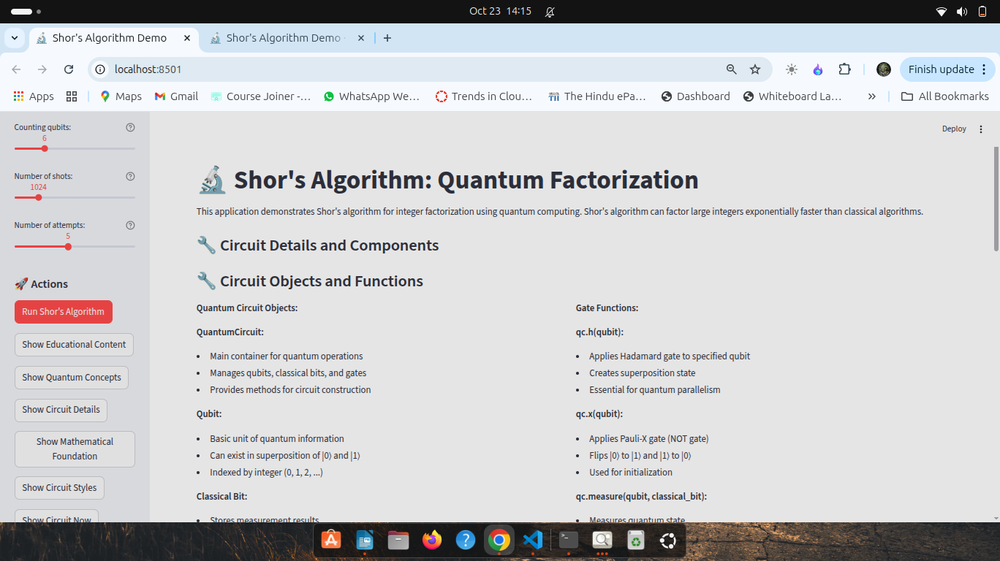 Oct 23 14:15
Shor's Algorithm Demo
Shor's Algorithm Demo
localhost:8501
Finish update
Apps
Maps
Gmail
Course Joiner -...
WhatsApp We...
Trends in Clou...
The Hindu ePa...
Dashboard
Whiteboard La...
All Bookmarks
Counting qubits:
6
Number of shots:
1024
Number of attempts:
5
🚀 Actions
Run Shor's Algorithm
Show Educational Content
Show Quantum Concepts
Show Circuit Details
Show Mathematical
Foundation
Show Circuit Styles
Show Circuit Now
Deploy
🔬 Shor's Algorithm: Quantum Factorization
This application demonstrates Shor's algorithm for integer factorization using quantum computing. Shor's algorithm can factor large integers exponentially faster than classical algorithms.
🔧 Circuit Details and Components
🔧 Circuit Objects and Functions
Quantum Circuit Objects:
QuantumCircuit:
• Main container for quantum operations
• Manages qubits, classical bits, and gates
• Provides methods for circuit construction
Qubit:
• Basic unit of quantum information
• Can exist in superposition of |0⟩ and |1⟩
• Indexed by integer (0, 1, 2, ...)
Classical Bit:
• Stores measurement results
Gate Functions:
qc.h(qubit):
• Applies Hadamard gate to specified qubit
• Creates superposition state
• Essential for quantum parallelism
qc.x(qubit):
• Applies Pauli-X gate (NOT gate)
• Flips |0⟩ to |1⟩ and |1⟩ to |0⟩
• Used for initialization
qc.measure(qubit, classical_bit):
• Measures quantum state